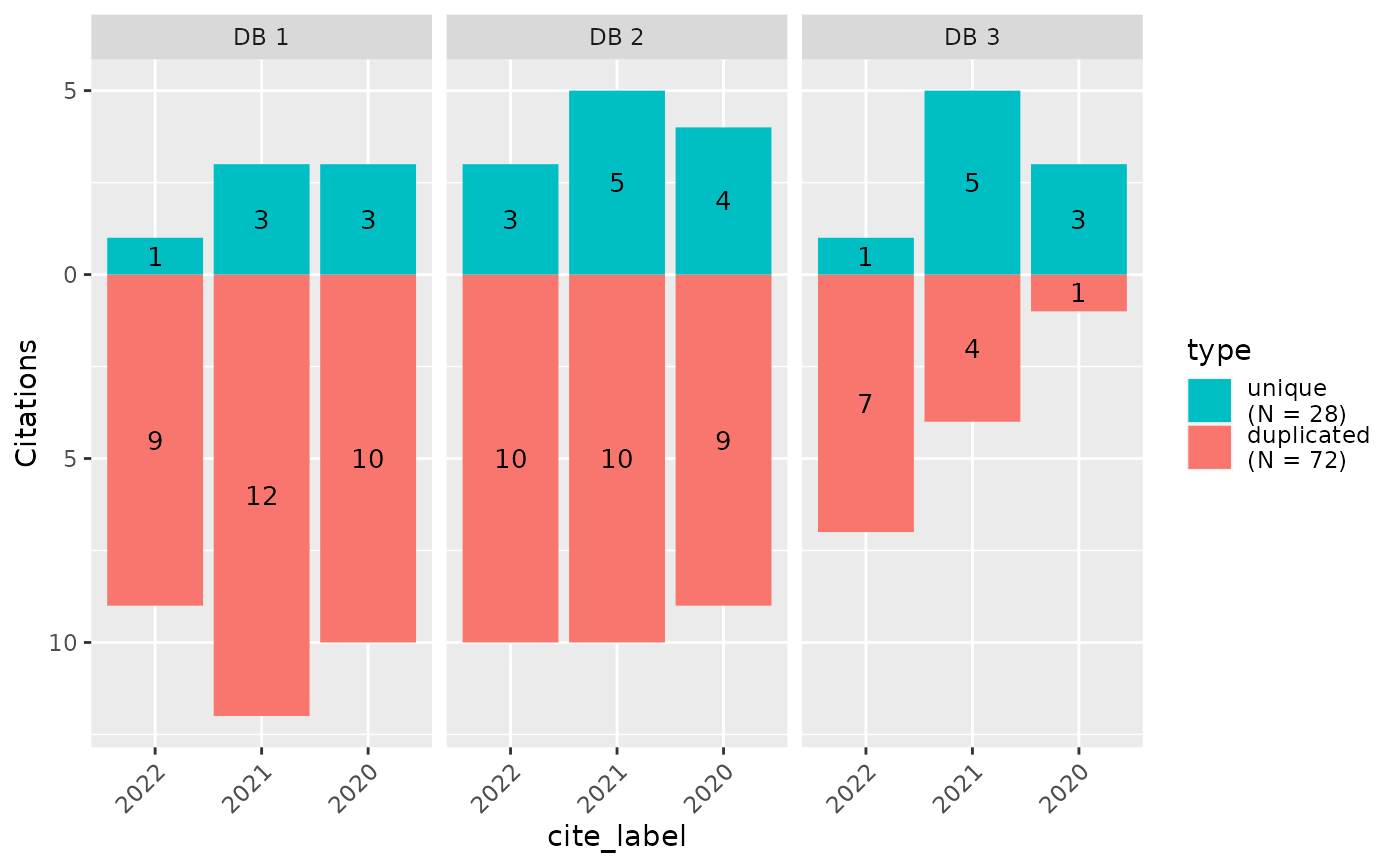 DB 1 DB 2 DB 3
5
0
5
10
Citations
1 3 3 3 5 4 1 5 3
9 12 10 10 10 9 7 4 1
2022 2021 2020 2022 2021 2020 2022 2021 2020
cite_label
type
unique
(N = 28)
duplicated
(N = 72)